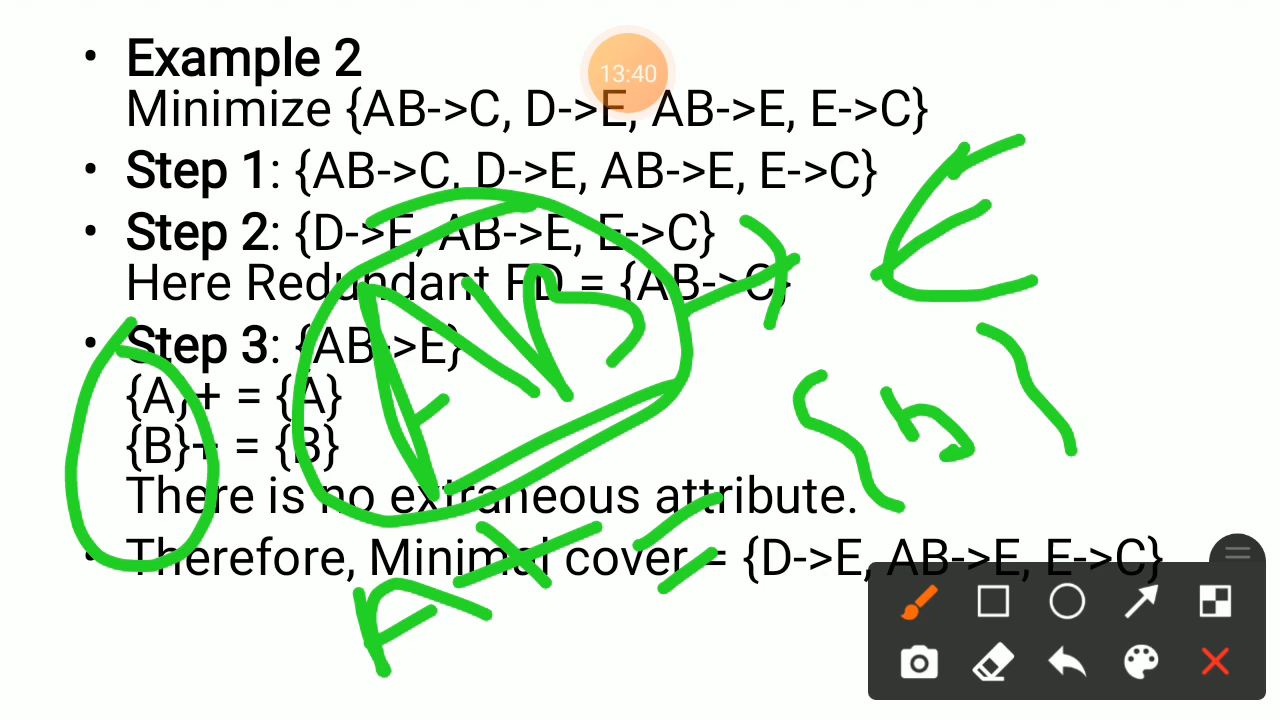 • Example 2
13:40
Minimize {AB->C, D->E, AB->E, E->C}
• Step 1: {AB->C, D->E, AB->E, E->C}
• Step 2: {D->E, AB->E, E->C}
Here Redundant FD = {AB->C}
• Step 3: {AB->E}
{A}+ = {A}
{B}+ = {B}
There is no extraneous attribute.
• Therefore, Minimal cover = {D->E, AB->E, E->C}
AB -> E
{B}
A+ =